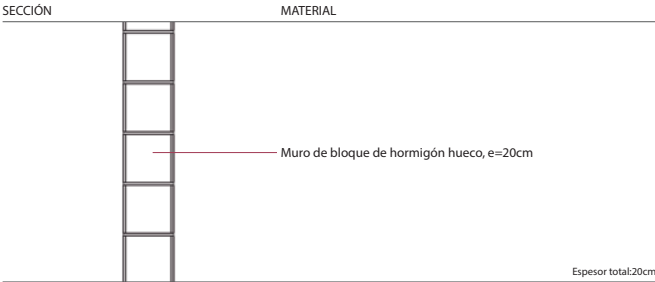 SECCIÓN MATERIAL
Muro de bloque de hormigón hueco, e=20cm
Espesor total:20cm